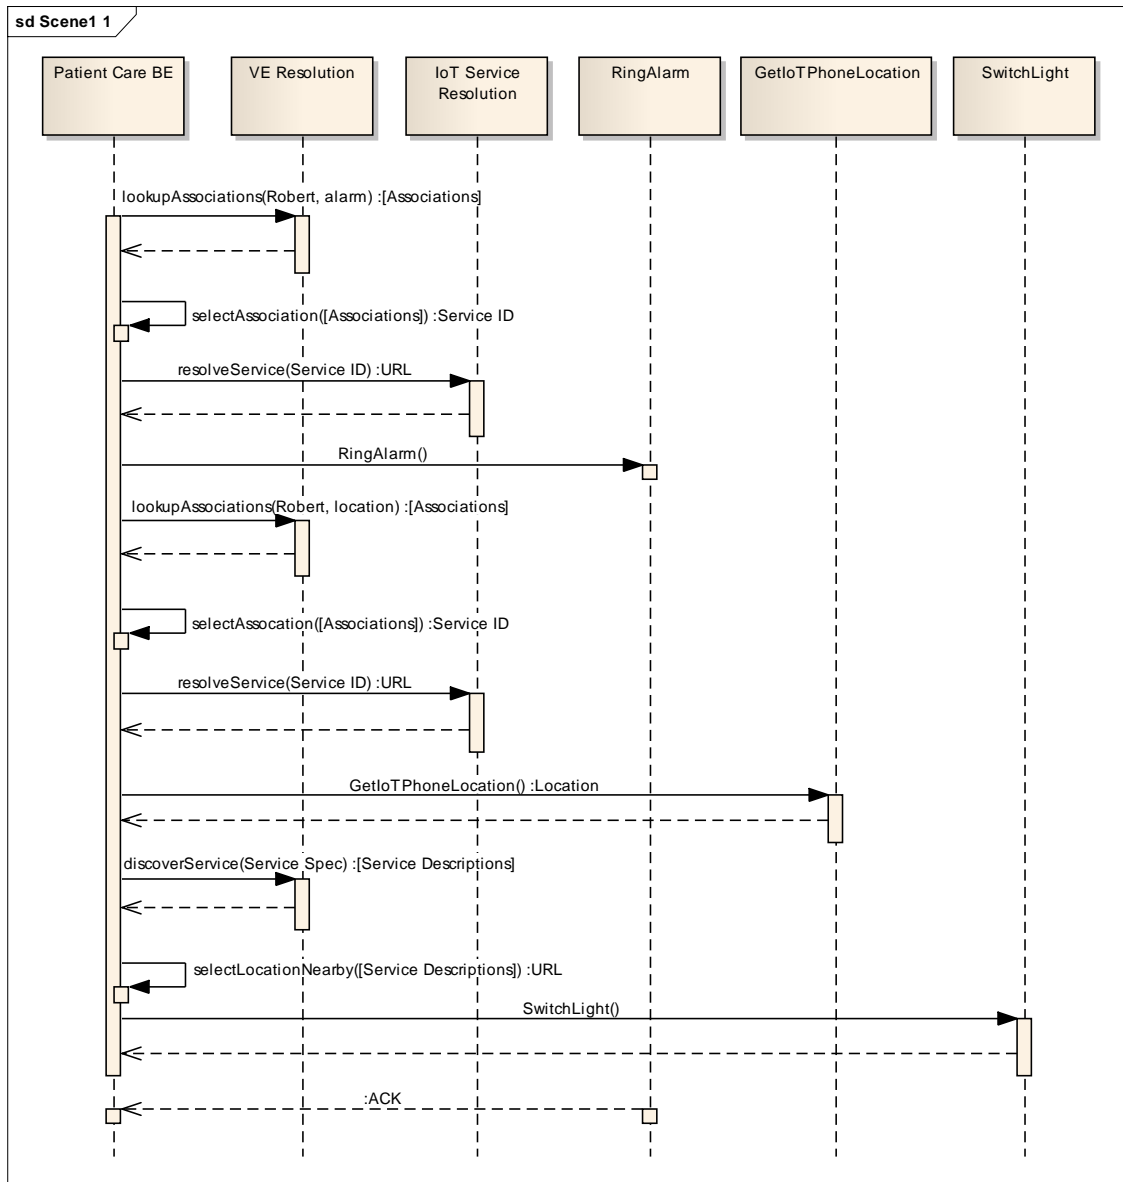 sd Scene1 1
Patient Care BE
VE Resolution
IoT Service
Resolution
RingAlarm
GetIoTPhoneLocation
SwitchLight
lookupAssociations(Robert, alarm) :[Associations]
selectAssociation([Associations]) :Service ID
resolveService(Service ID) :URL
RingAlarm()
lookupAssociations(Robert, location) :[Associations]
selectAssocation([Associations]) :Service ID
resolveService(Service ID) :URL
GetIoTPhoneLocation() :Location
discoverService(Service Spec) :[Service Descriptions]
selectLocationNearby([Service Descriptions]) :URL
SwitchLight()
:ACK